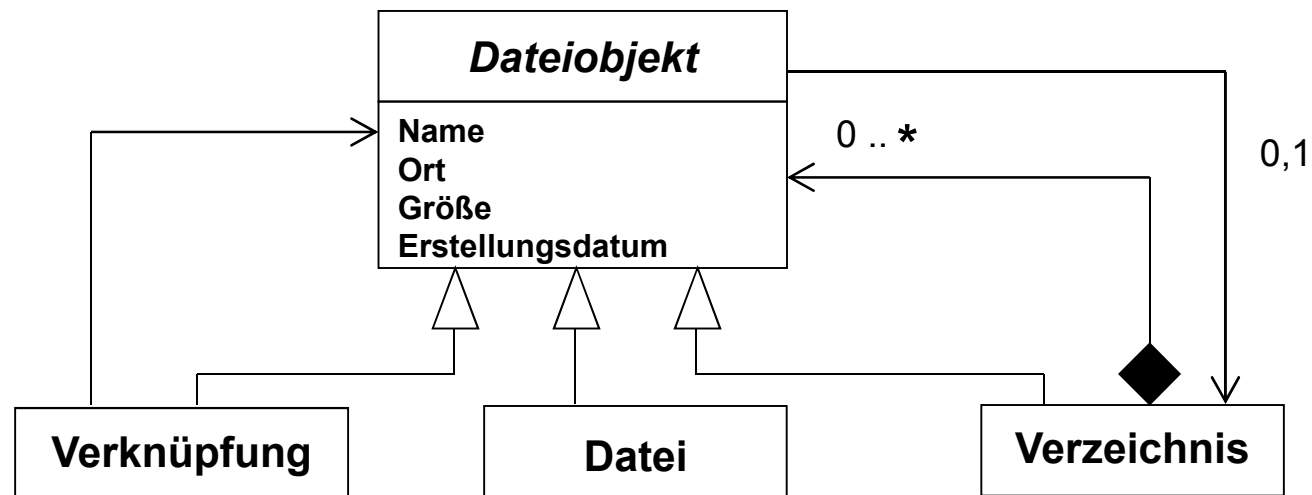 Dateiobjekt
Name
Ort
Größe
Erstellungsdatum
0 .. *
0,1
Verknüpfung
Datei
Verzeichnis